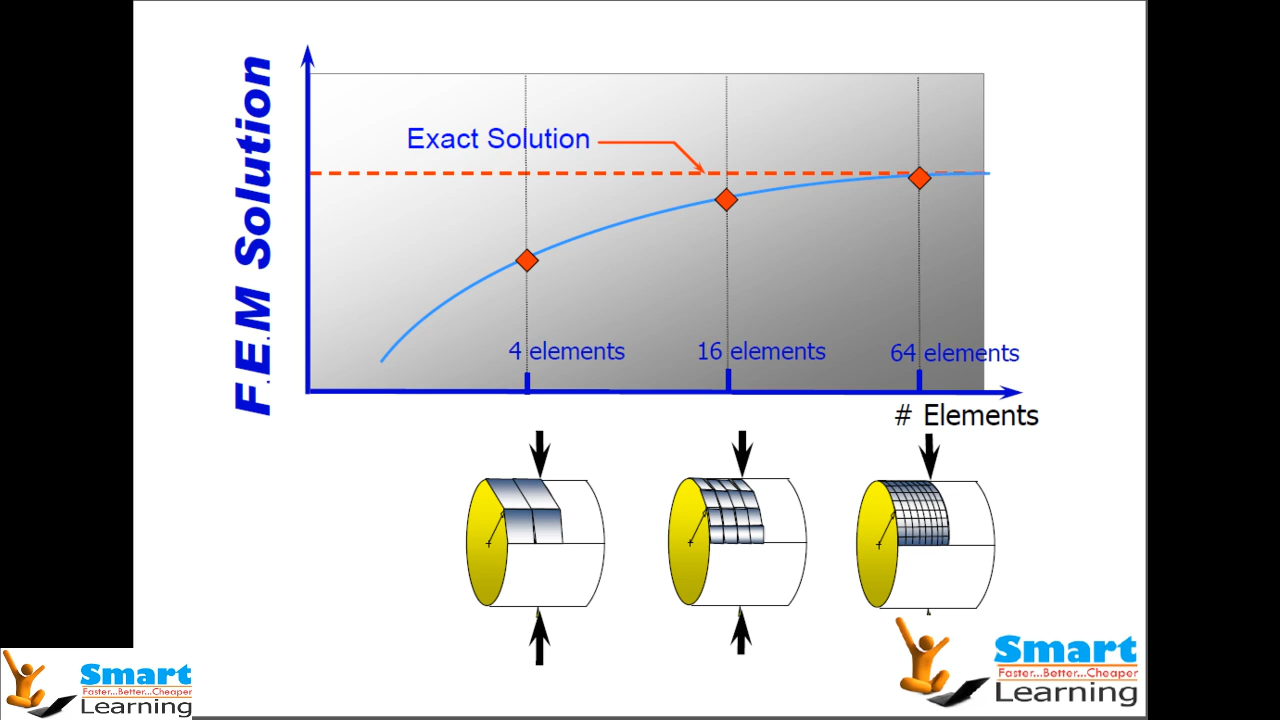 F.E.M Solution
Exact Solution
4 elements
16 elements
64 elements
# Elements
Smart
Faster...Better...Cheaper
Learning
Smart
Faster...Better...Cheaper
Learning